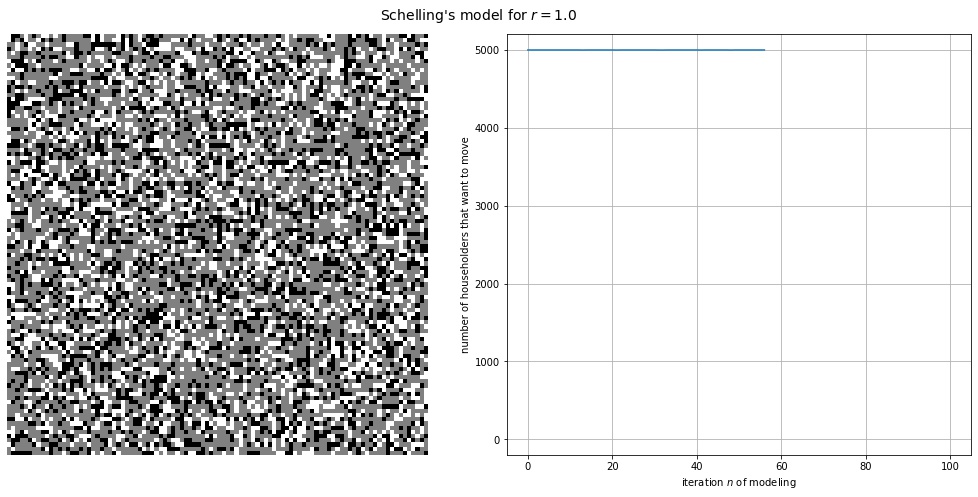 Schelling's model for r = 1.0
number of householders that want to move
5000
4000
3000
2000
1000
0
0 20 40 60 80 100
iteration n of modeling